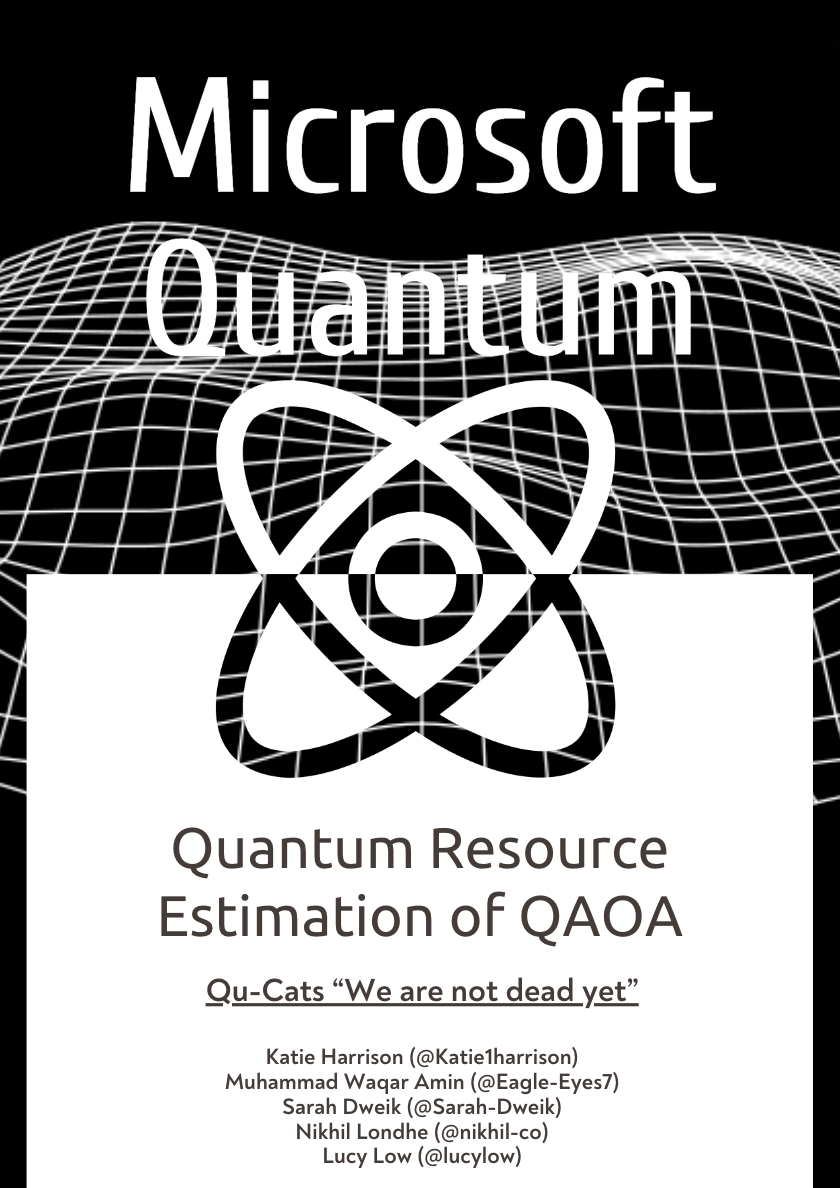 Microsoft
Quantum
Quantum Resource
Estimation of QAOA
Qu-Cats “We are not dead yet”
Katie Harrison (@Katie1harrison)
Muhammad Waqar Amin (@Eagle-Eyes7)
Sarah Dweik (@Sarah-Dweik)
Nikhil Londhe (@nikhil-co)
Lucy Low (@lucylow)